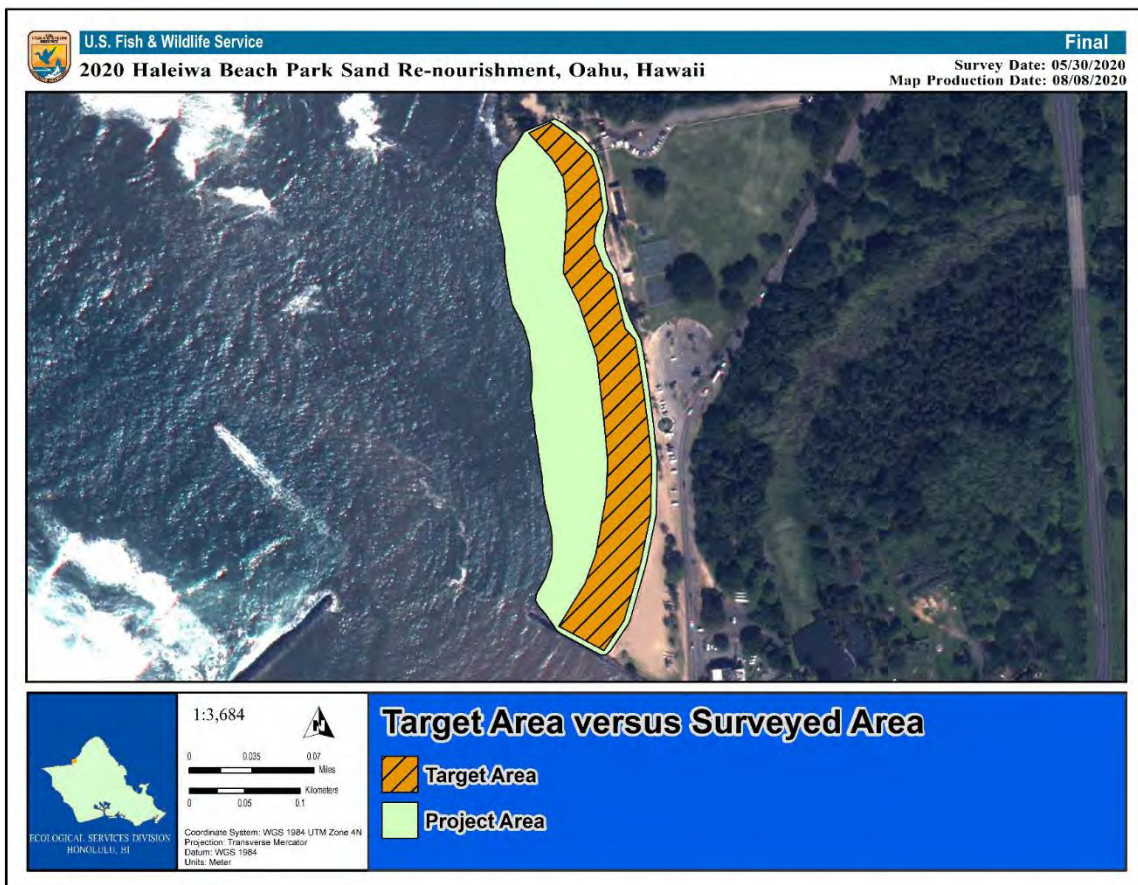 U.S. Fish & Wildlife Service
Final
2020 Haleiwa Beach Park Sand Re-nourishment, Oahu, Hawaii
Survey Date: 05/30/2020
Map Production Date: 08/08/2020
1:3,684
N
0 0.035 0.07
Miles
Kilometers
0 0.05 0.1
Coordinate System: WGS 1984 UTM Zone 4N
Projection: Transverse Mercator
Datum: WGS 1984
Units: Meter
ECOLOGICAL SERVICES DIVISION
HONOLULU, HI
Target Area versus Surveyed Area
Target Area
Project Area